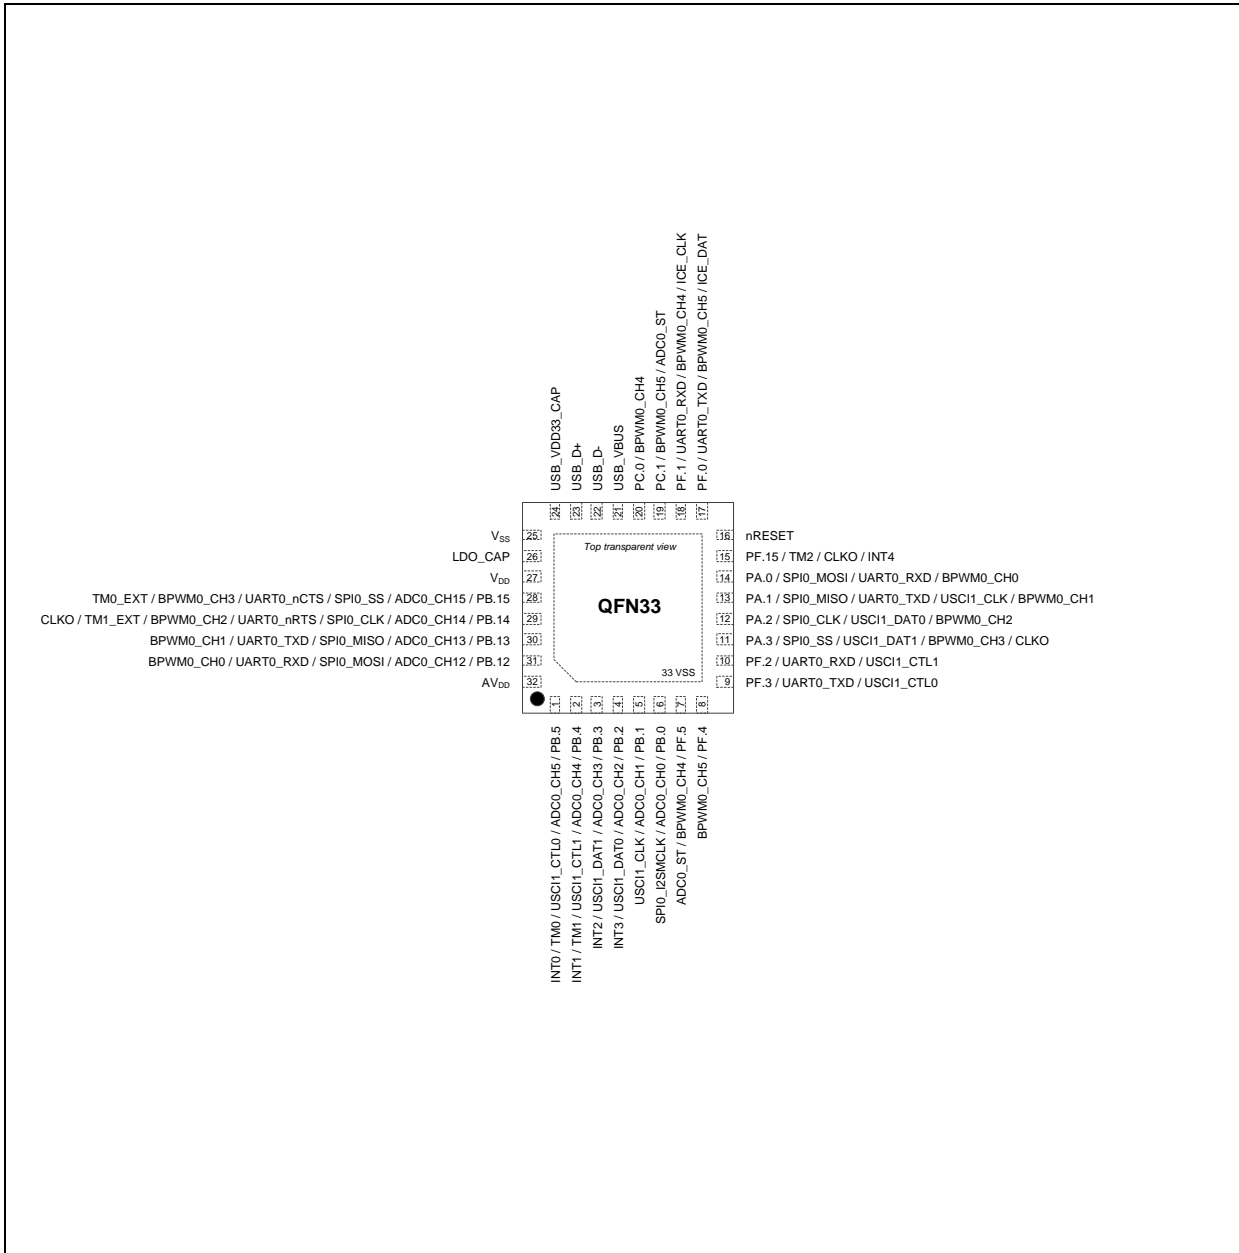 PF.1 / UART0_RXD / BPWM0_CH4 / ICE_CLK
PF.0 / UART0_TXD / BPWM0_CH5 / ICE_DAT
PC.1 / BPWM0_CH5 / ADC0_ST
PC.0 / BPWM0_CH4
USB_VBUS
USB_D-
USB_D+
USB_VDD33_CAP
24
23
22
21
20
19
18
17
VSS 25
LDO_CAP 26
VDD 27
TM0_EXT / BPWM0_CH3 / UART0_nCTS / SPI0_SS / ADC0_CH15 / PB.15 28
CLKO / TM1_EXT / BPWM0_CH2 / UART0_nRTS / SPI0_CLK / ADC0_CH14 / PB.14 29
BPWM0_CH1 / UART0_TXD / SPI0_MISO / ADC0_CH13 / PB.13 30
BPWM0_CH0 / UART0_RXD / SPI0_MOSI / ADC0_CH12 / PB.12 31
AVDD 32
Top transparent view
QFN33
33 VSS
16 nRESET
15 PF.15 / TM2 / CLKO / INT4
14 PA.0 / SPI0_MOSI / UART0_RXD / BPWM0_CH0
13 PA.1 / SPI0_MISO / UART0_TXD / USCI1_CLK / BPWM0_CH1
12 PA.2 / SPI0_CLK / USCI1_DAT0 / BPWM0_CH2
11 PA.3 / SPI0_SS / USCI1_DAT1 / BPWM0_CH3 / CLKO
10 PF.2 / UART0_RXD / USCI1_CTL1
9 PF.3 / UART0_TXD / USCI1_CTL0
1
2
3
4
5
6
7
8
INT0 / TM0 / USCI1_CTL0 / ADC0_CH5 / PB.5
INT1 / TM1 / USCI1_CTL1 / ADC0_CH4 / PB.4
INT2 / USCI1_DAT1 / ADC0_CH3 / PB.3
INT3 / USCI1_DAT0 / ADC0_CH2 / PB.2
USCI1_CLK / ADC0_CH1 / PB.1
SPI0_I2SMCLK / ADC0_CH0 / PB.0
ADC0_ST / BPWM0_CH4 / PF.5
BPWM0_CH5 / PF.4